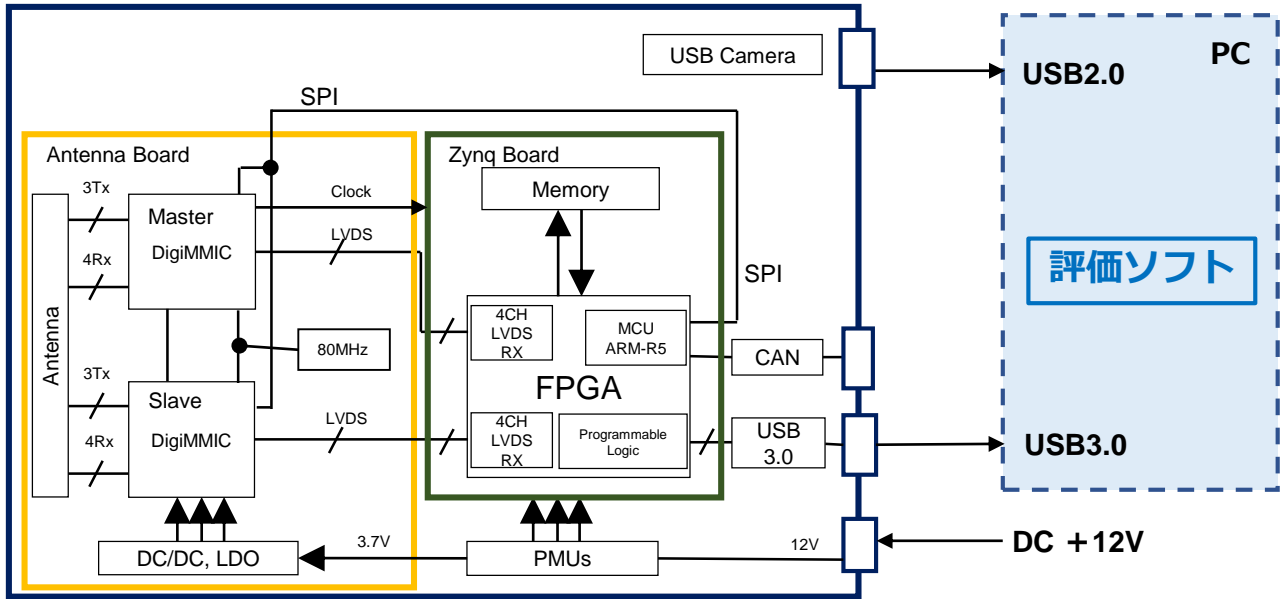 USB Camera
PC
USB2.0
SPI
Antenna Board
Zynq Board
3Tx
Master
DigiMMIC
Clock
Memory
4Rx
LVDS
評価ソフト
SPI
Antenna
80MHz
4CH
LVDS
RX
MCU
ARM-R5
CAN
FPGA
3Tx
Slave
DigiMMIC
LVDS
4CH
LVDS
RX
Programmable
Logic
USB
3.0
USB3.0
4Rx
DC/DC, LDO
3.7V
PMUs
12V
DC +12V